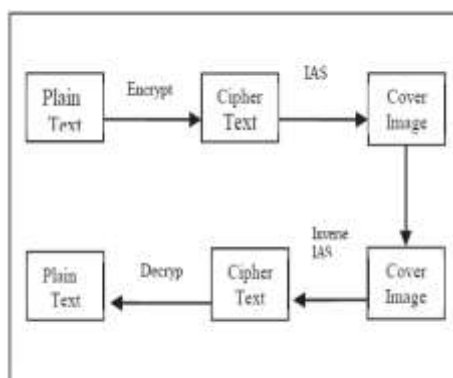 Plain
Text
Encrypt
Cipher
Text
IAS
Cover
Image
Plain
Text
Decryp
Cipher
Text
Inverse
IAS
Cover
Image